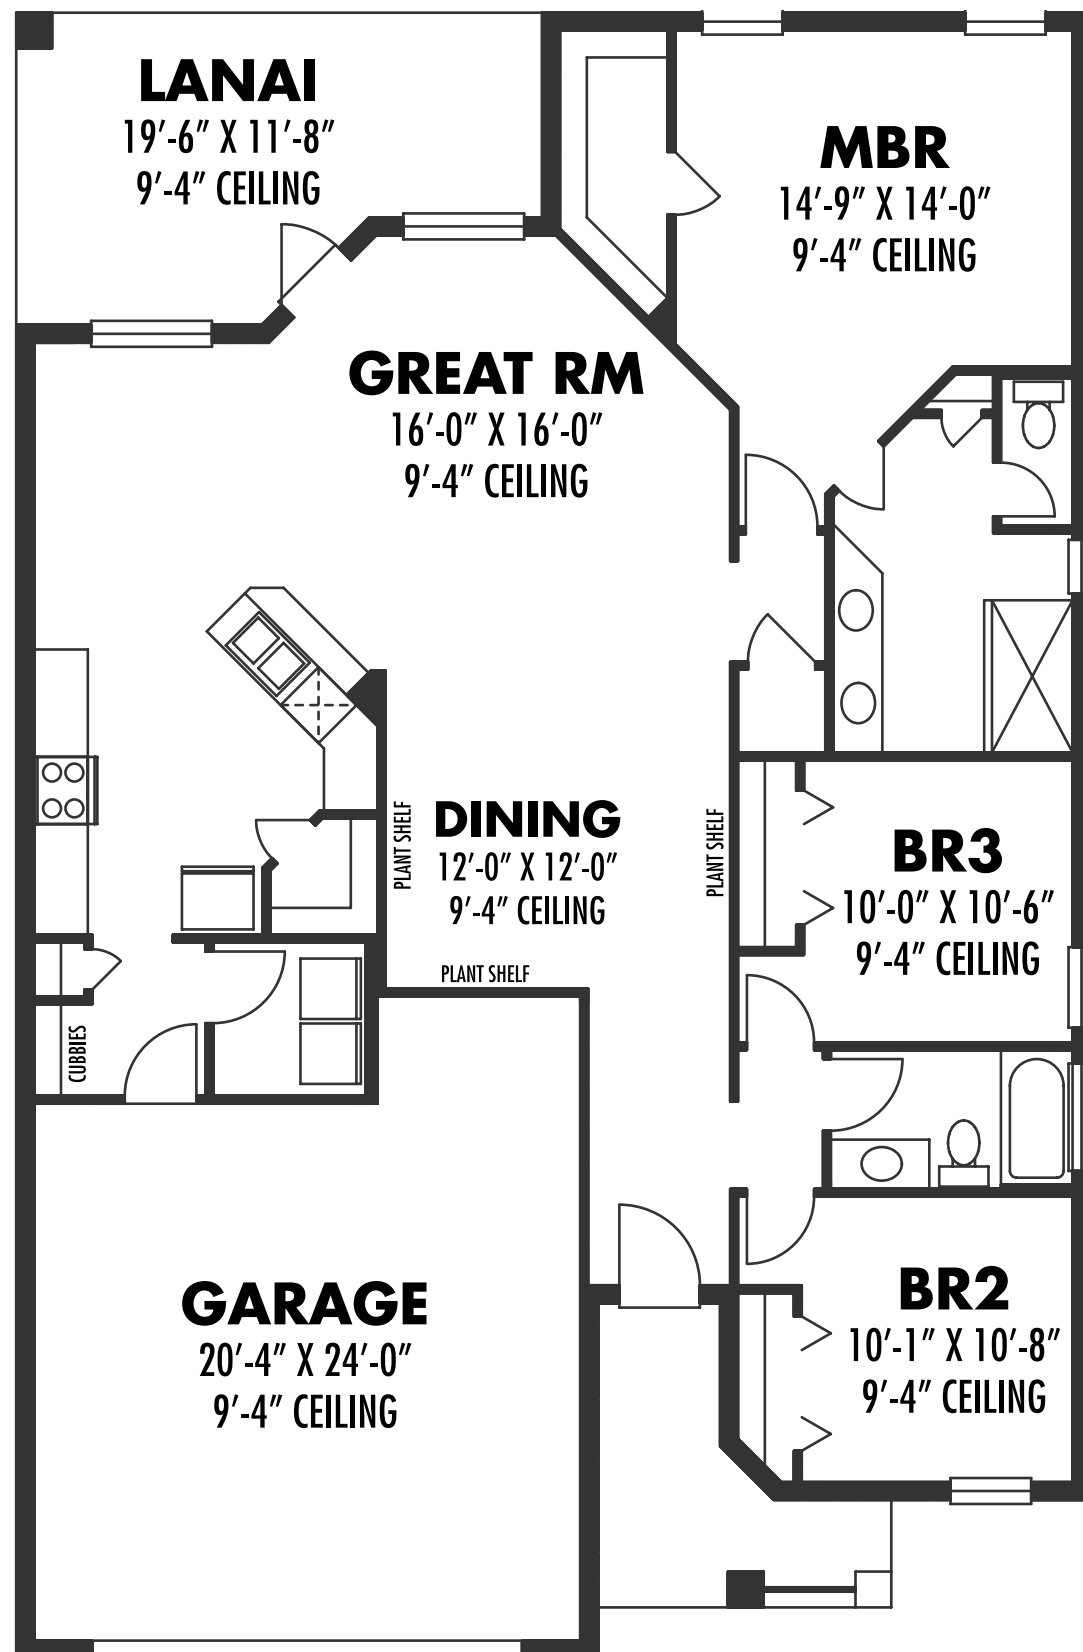 LANAI
19′-6″ X 11′-8″
9′-4″ CEILING
MBR
14′-9″ X 14′-0″
9′-4″ CEILING
GREAT RM
16′-0″ X 16′-0″
9′-4″ CEILING
PLANT SHELF
DINING
12′-0″ X 12′-0″
9′-4″ CEILING
PLANT SHELF
BR3
10′-0″ X 10′-6″
9′-4″ CEILING
PLANT SHELF
CUBBIES
GARAGE
20′-4″ X 24′-0″
9′-4″ CEILING
BR2
10′-1″ X 10′-8″
9′-4″ CEILING